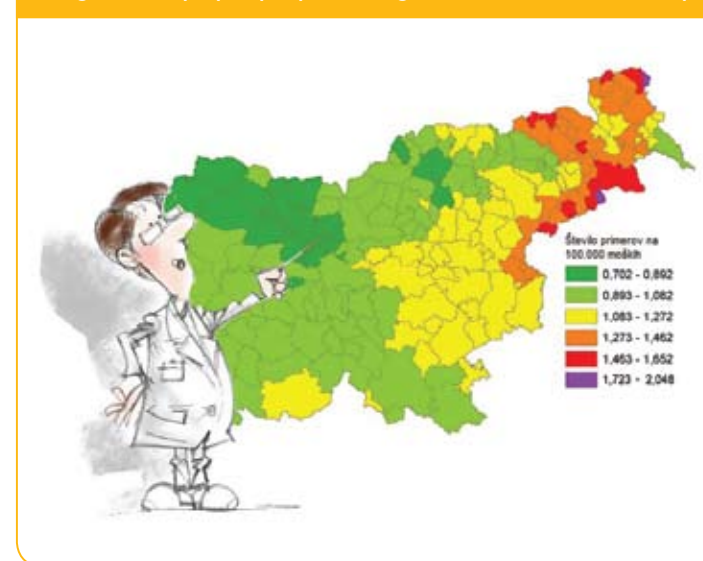 Število primerov na
100.000 moških
0,702 - 0,892
0,893 - 1,082
1,083 - 1,272
1,273 - 1,462
1,463 - 1,652
1,723 - 2,048